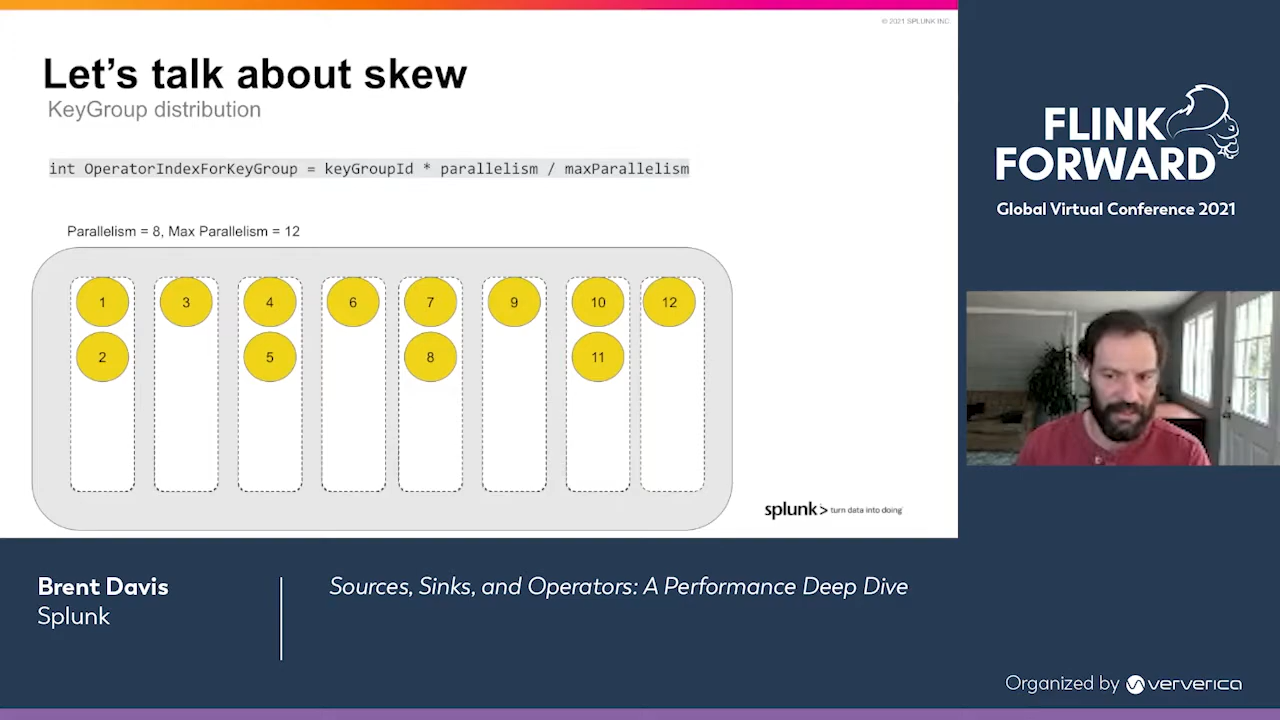 © 2021 SPLUNK INC.
Let's talk about skew
KeyGroup distribution
int OperatorIndexForKeyGroup = keyGroupId * parallelism / maxParallelism
Parallelism = 8, Max Parallelism = 12
1 3 4 6 7 9 10 12
2 5 8 11
splunk> turn data into doing
FLINK
FORWARD
Global Virtual Conference 2021
Brent Davis
Splunk
Sources, Sinks, and Operators: A Performance Deep Dive
Organized by ververica